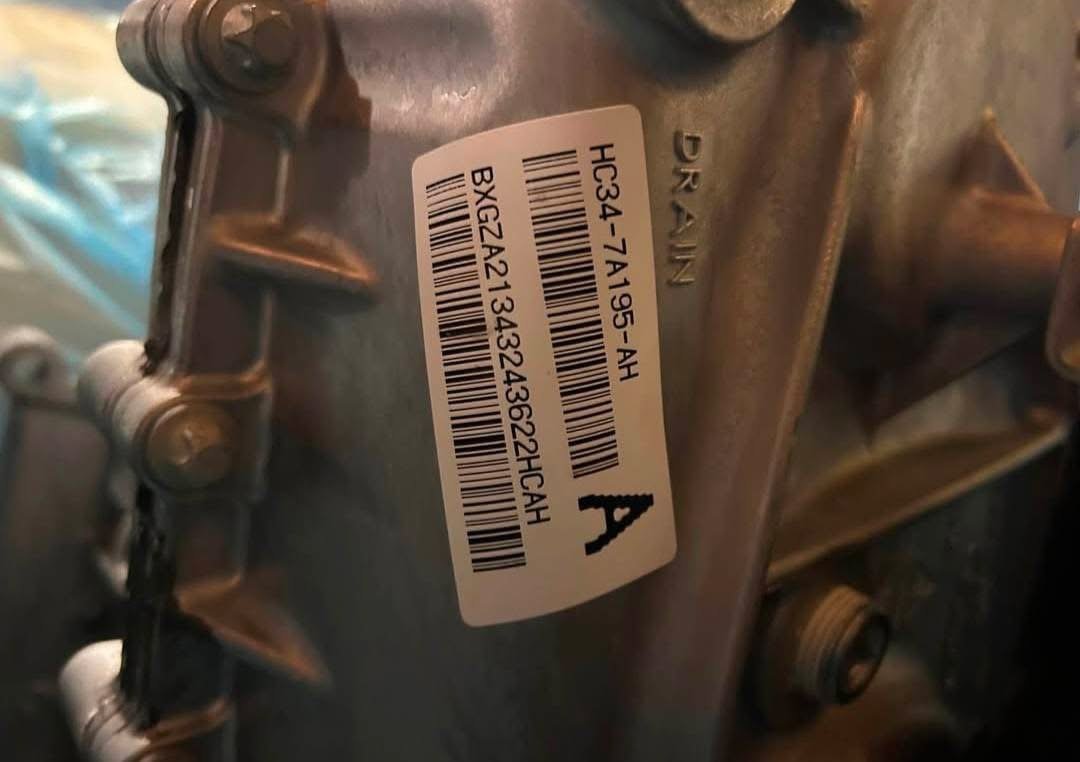 DRAIN
HC34-7A195-AH
BXGZA21343243622HCAH
A